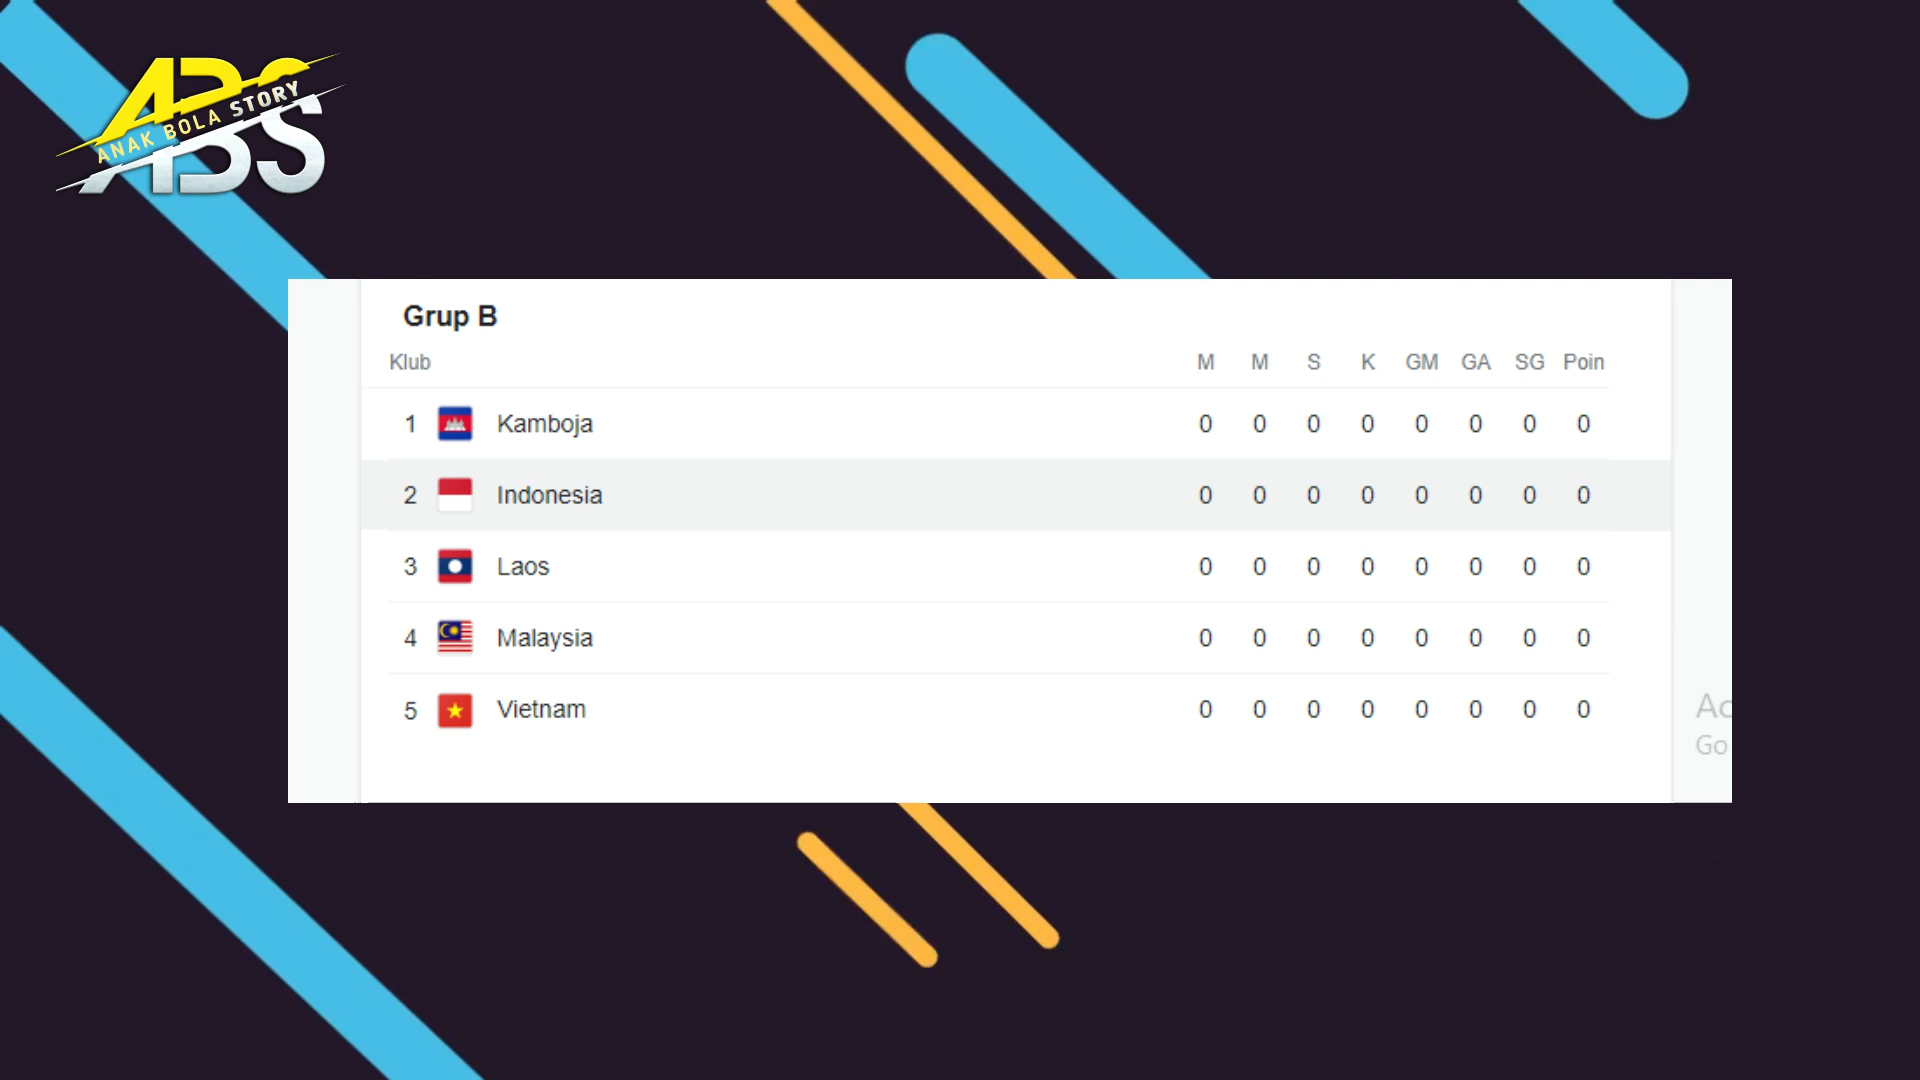 ABS
ANAK BOLA STORY
Grup B
Klub M M S K GM GA SG Poin
1 Kamboja 0 0 0 0 0 0 0 0
2 Indonesia 0 0 0 0 0 0 0 0
3 Laos 0 0 0 0 0 0 0 0
4 Malaysia 0 0 0 0 0 0 0 0
5 Vietnam 0 0 0 0 0 0 0 0
Go